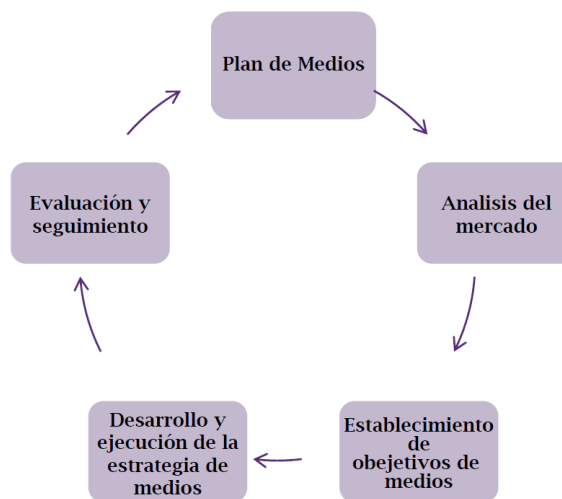 Plan de Medios
Analisis del
mercado
Establecimiento
de
obejetivos de
medios
Desarrollo y
ejecución de la
estrategia de
medios
Evaluación y
seguimiento